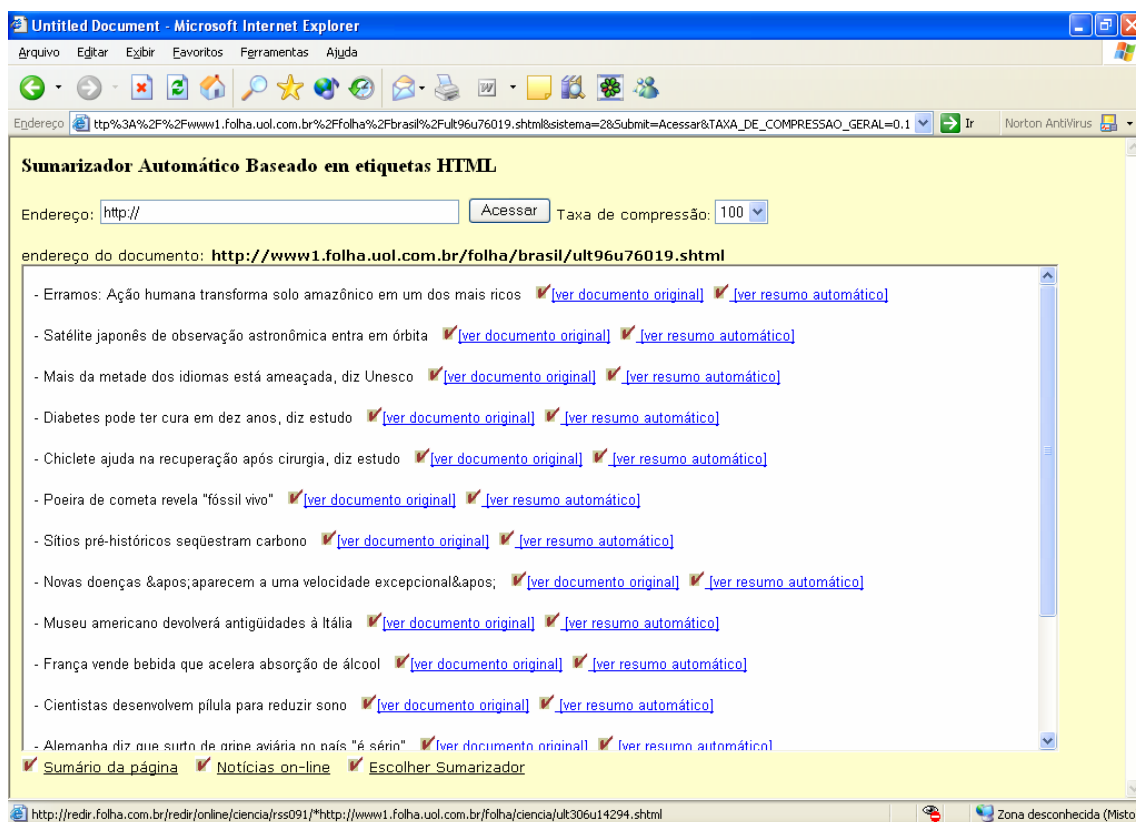 Untitled Document - Microsoft Internet Explorer
Arquivo Editar Exibir Favoritos Ferramentas Ajuda
Endereço ttp%3A%2F%2Fwww1.folha.uol.com.br%2Ffolha%2Fbrasil%2Fult96u76019.shtml&sistema=2&Submit=Acessar&TAXA_DE_COMPRESSAO_GERAL=0.1 Ir Norton AntiVirus
Sumarizador Automático Baseado em etiquetas HTML
Endereço: http:// Acessar Taxa de compressão: 100
endereço do documento: http://www1.folha.uol.com.br/folha/brasil/ult96u76019.shtml
- Erramos: Ação humana transforma solo amazônico em um dos mais ricos [ver documento original] [ver resumo automático]
- Satélite japonês de observação astronômica entra em órbita [ver documento original] [ver resumo automático]
- Mais da metade dos idiomas está ameaçada, diz Unesco [ver documento original] [ver resumo automático]
- Diabetes pode ter cura em dez anos, diz estudo [ver documento original] [ver resumo automático]
- Chiclete ajuda na recuperação após cirurgia, diz estudo [ver documento original] [ver resumo automático]
- Poeira de cometa revela "fóssil vivo" [ver documento original] [ver resumo automático]
- Sítios pré-históricos seqüestram carbono [ver documento original] [ver resumo automático]
- Novas doenças &apos;aparecem a uma velocidade excepcional&apos; [ver documento original] [ver resumo automático]
- Museu americano devolverá antigüidades à Itália [ver documento original] [ver resumo automático]
- França vende bebida que acelera absorção de álcool [ver documento original] [ver resumo automático]
- Cientistas desenvolvem pílula para reduzir sono [ver documento original] [ver resumo automático]
- Alemanha diz que surto de gripe aviária no país "é sério" [ver documento original] [ver resumo automático]
Sumário da página Notícias on-line Escolher Sumarizador
http://redir.folha.com.br/redir/online/ciencia/rss091/*http://www1.folha.uol.com.br/folha/ciencia/ult306u14294.shtml Zona desconhecida (Misto